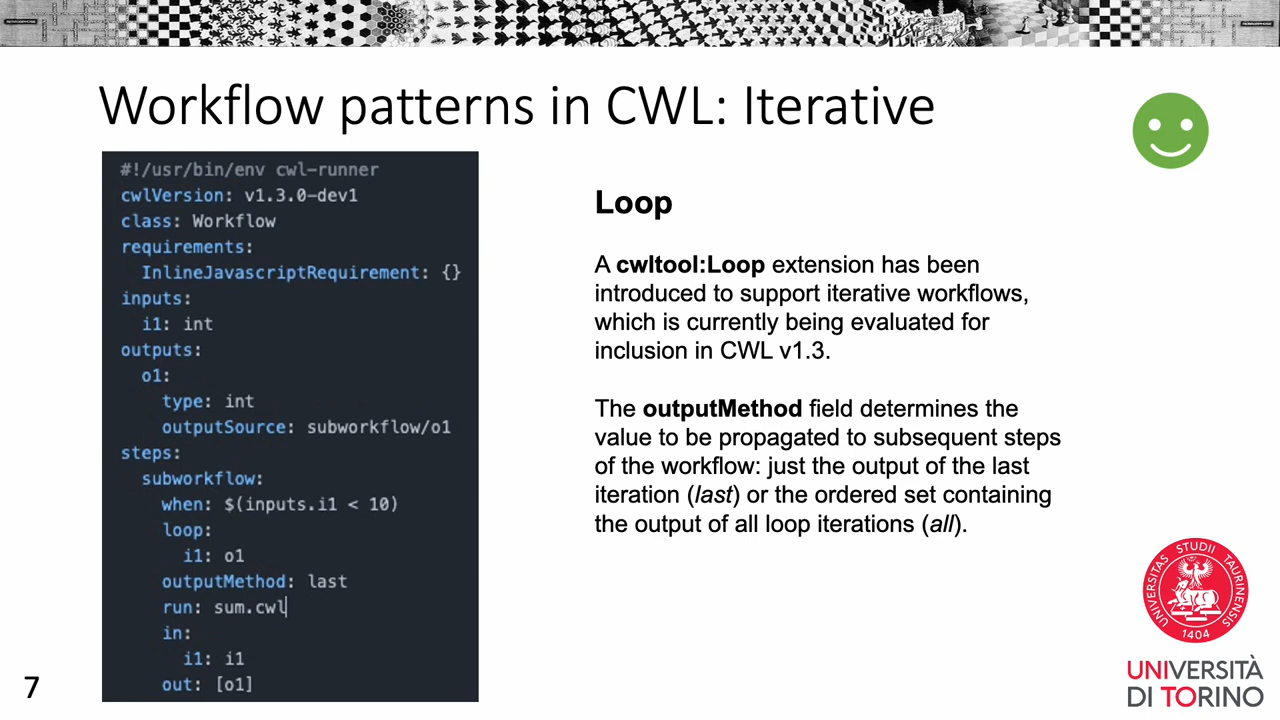 Workflow patterns in CWL: Iterative
#!/usr/bin/env cwl-runner
cwlVersion: v1.3.0-dev1
class: Workflow
requirements:
InlineJavascriptRequirement: {}
inputs:
i1: int
outputs:
o1:
type: int
outputSource: subworkflow/o1
steps:
subworkflow:
when: $(inputs.i1 < 10)
loop:
i1: o1
outputMethod: last
run: sum.cwl
in:
i1: i1
out: [o1]
Loop
A cwltool:Loop extension has been
introduced to support iterative workflows,
which is currently being evaluated for
inclusion in CWL v1.3.
The outputMethod field determines the
value to be propagated to subsequent steps
of the workflow: just the output of the last
iteration (last) or the ordered set containing
the output of all loop iterations (all).
UNIVERSITAS STUDII TAURINENSIS
1404
UNIVERSITÀ
DI TORINO
7